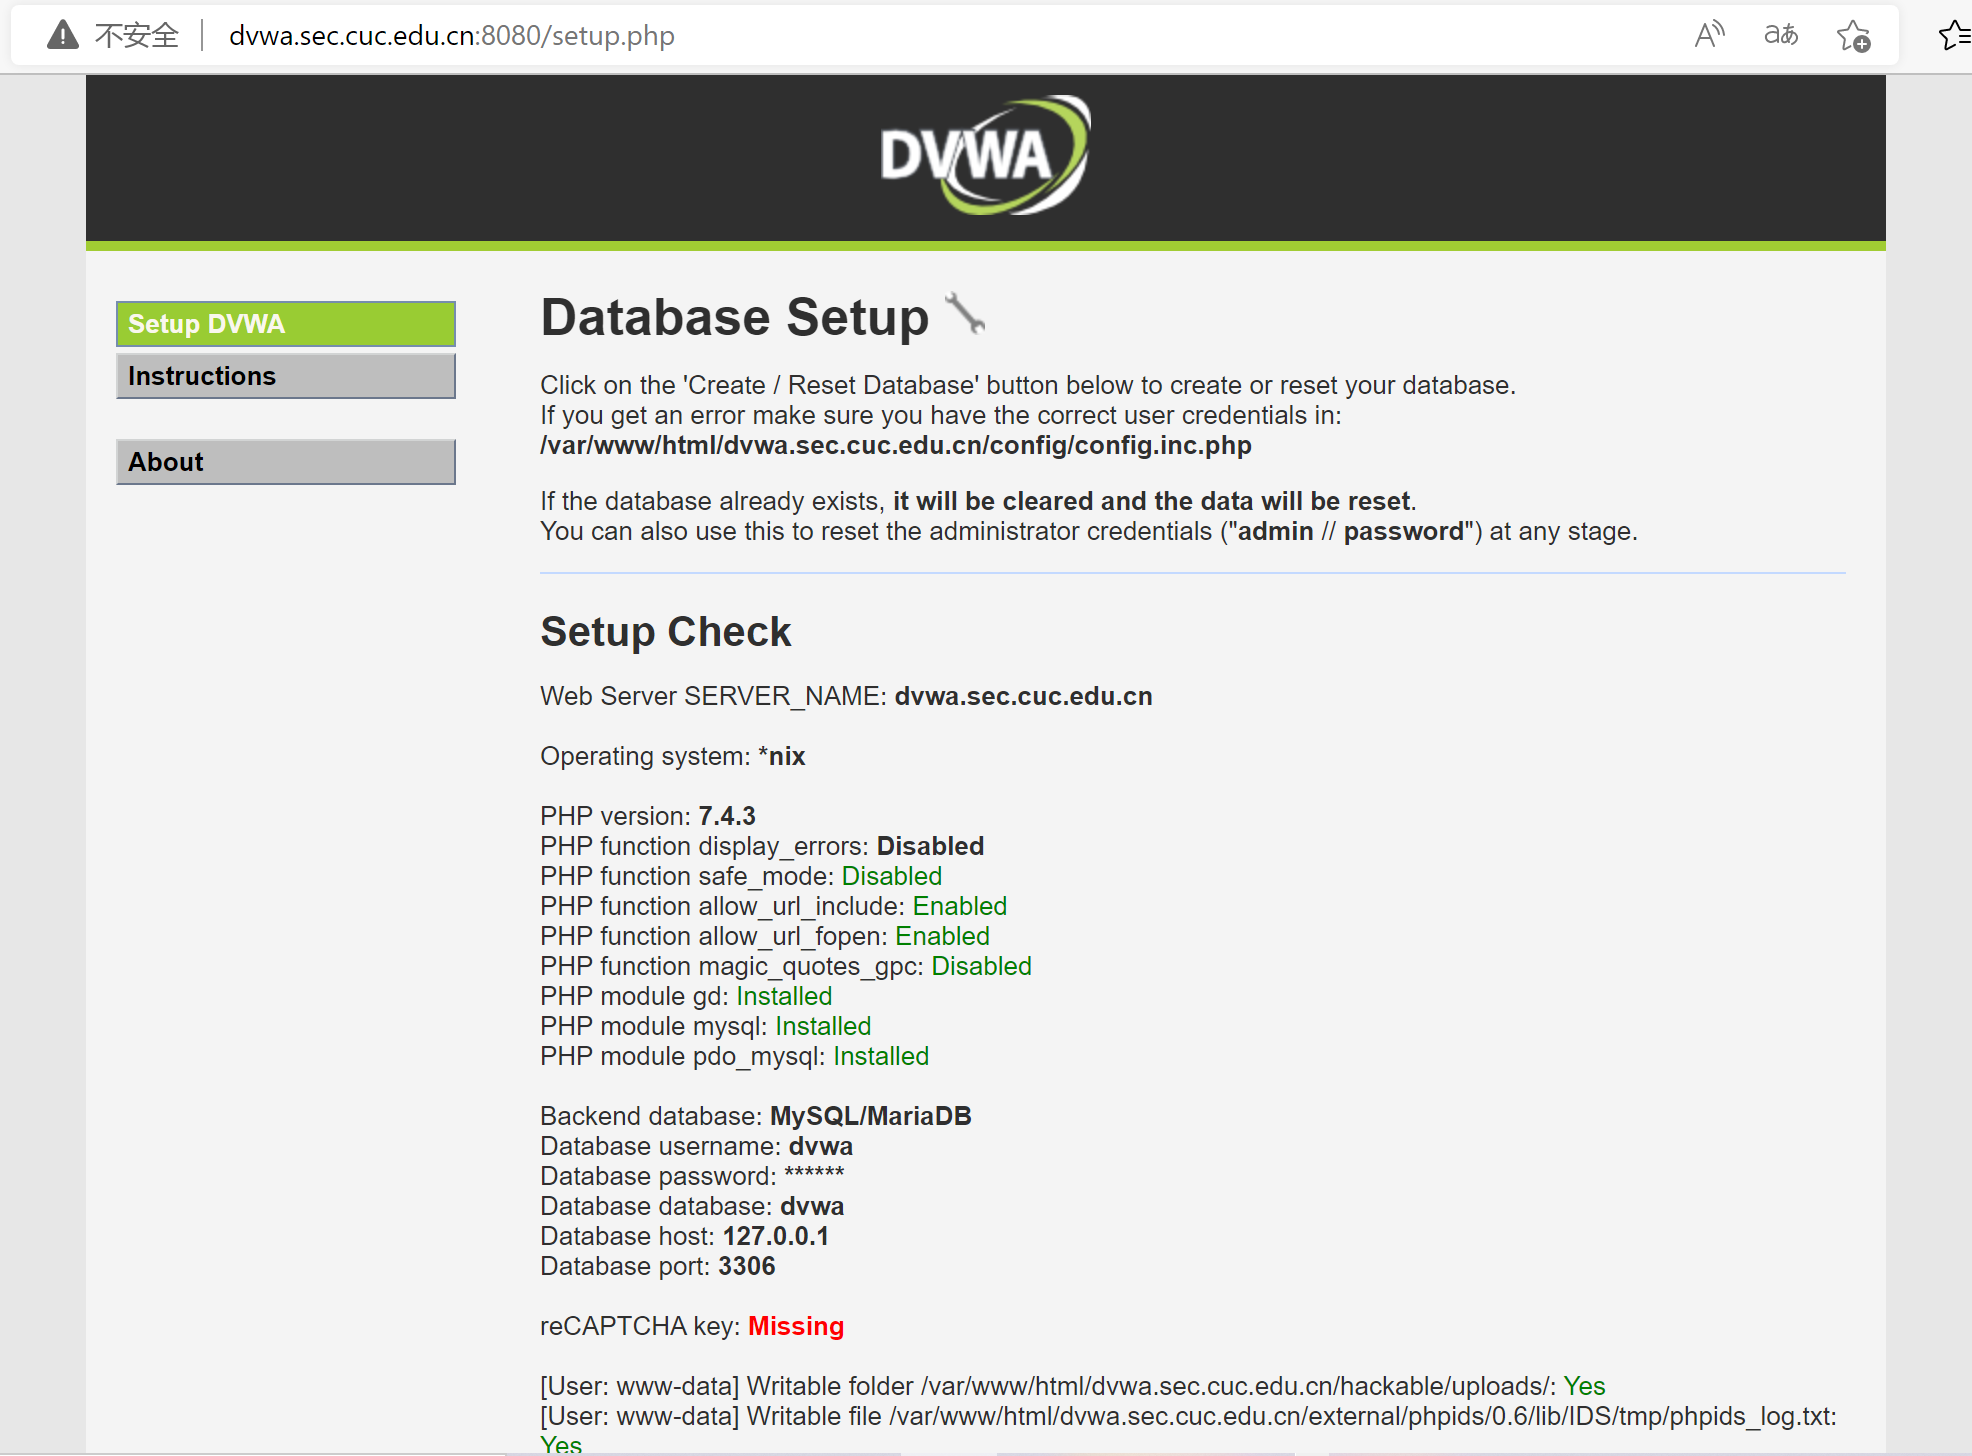 不安全 dvwa.sec.cuc.edu.cn:8080/setup.php
DVWA
Setup DVWA
Instructions
About
Database Setup
Click on the 'Create / Reset Database' button below to create or reset your database.
If you get an error make sure you have the correct user credentials in:
/var/www/html/dvwa.sec.cuc.edu.cn/config/config.inc.php
If the database already exists, it will be cleared and the data will be reset.
You can also use this to reset the administrator credentials ("admin // password") at any stage.
Setup Check
Web Server SERVER_NAME: dvwa.sec.cuc.edu.cn
Operating system: *nix
PHP version: 7.4.3
PHP function display_errors: Disabled
PHP function safe_mode: Disabled
PHP function allow_url_include: Enabled
PHP function allow_url_fopen: Enabled
PHP function magic_quotes_gpc: Disabled
PHP module gd: Installed
PHP module mysql: Installed
PHP module pdo_mysql: Installed
Backend database: MySQL/MariaDB
Database username: dvwa
Database password: ******
Database database: dvwa
Database host: 127.0.0.1
Database port: 3306
reCAPTCHA key: Missing
[User: www-data] Writable folder /var/www/html/dvwa.sec.cuc.edu.cn/hackable/uploads/: Yes
[User: www-data] Writable file /var/www/html/dvwa.sec.cuc.edu.cn/external/phpids/0.6/lib/IDS/tmp/phpids_log.txt:
Yes